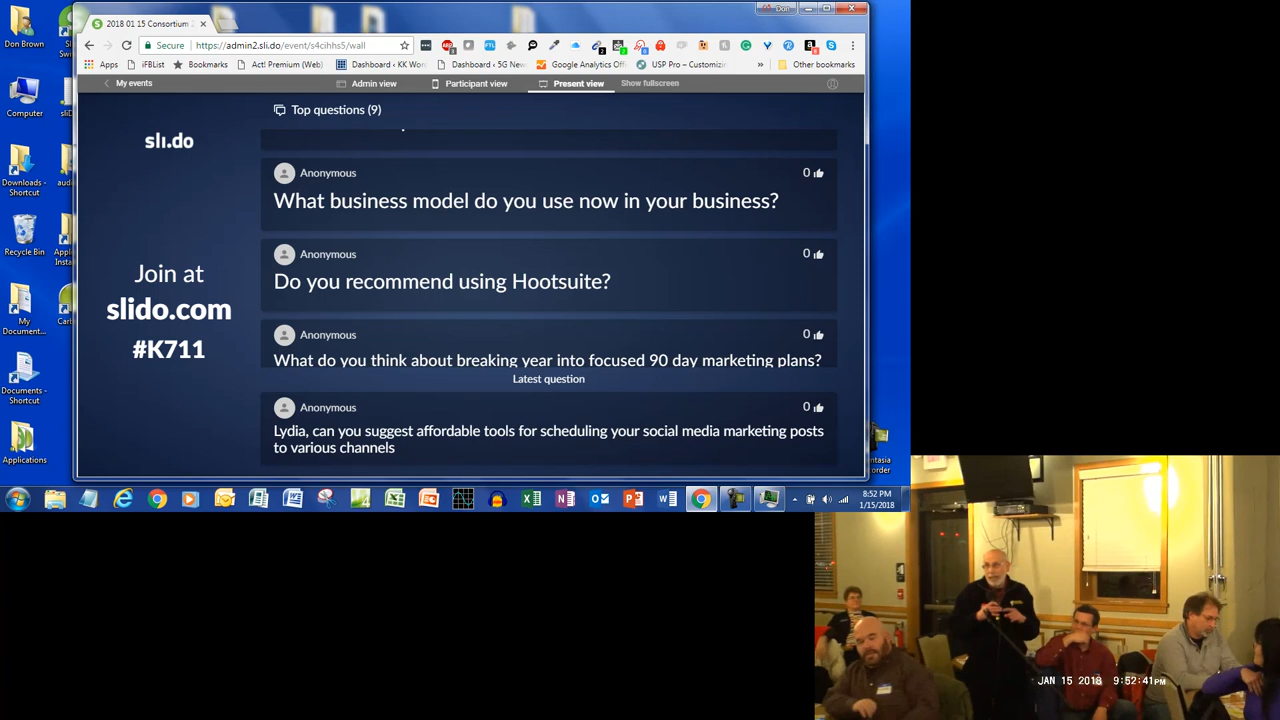 Don Brown
Computer
Downloads - Shortcut
Recycle Bin
My Document...
Documents - Shortcut
Applications
2018 01 15 Consortium
Don
Secure
https://admin2.sli.do/event/s4cihhs5/wall
Apps
iFBList
Bookmarks
Act! Premium (Web)
Dashboard ‹ KK Wor
Dashboard ‹ 5G New
Google Analytics Off
USP Pro – Customizi
»
Other bookmarks
My events
Admin view
Participant view
Present view
Show fullscreen
Top questions (9)
sli.do
Join at
slido.com
#K711
Anonymous
0
What business model do you use now in your business?
Anonymous
0
Do you recommend using Hootsuite?
Anonymous
0
What do you think about breaking year into focused 90 day marketing plans?
Latest question
Anonymous
0
Lydia, can you suggest affordable tools for scheduling your social media marketing posts
to various channels
8:52 PM
1/15/2018
JAN 15 2018 9:52:41PM